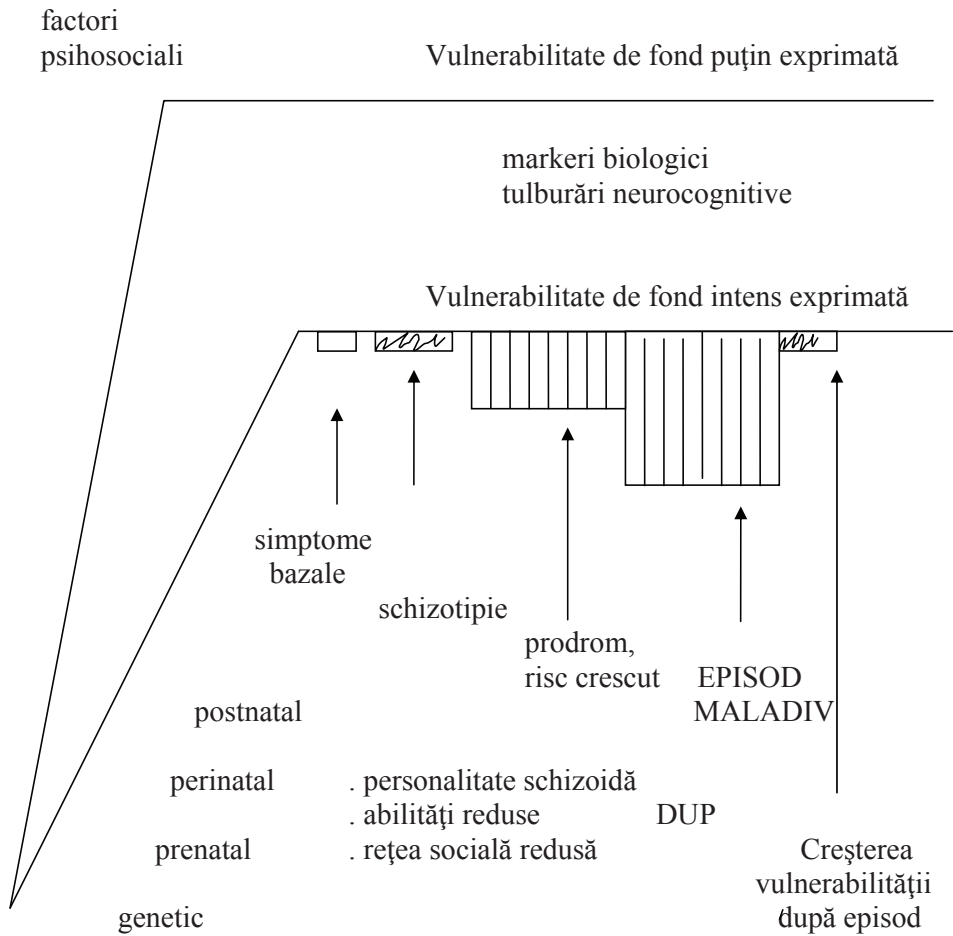 factori
psihosociali
Vulnerabilitate de fond puţin exprimată
markeri biologici
tulburări neurocognitive
Vulnerabilitate de fond intens exprimată
simptome
bazale
schizotipie
prodrom,
risc crescut
EPISOD
MALADIV
postnatal
perinatal
prenatal
genetic
. personalitate schizoidă
. abilităţi reduse
. reţea socială redusă
DUP
Creşterea
vulnerabilităţii
după episod